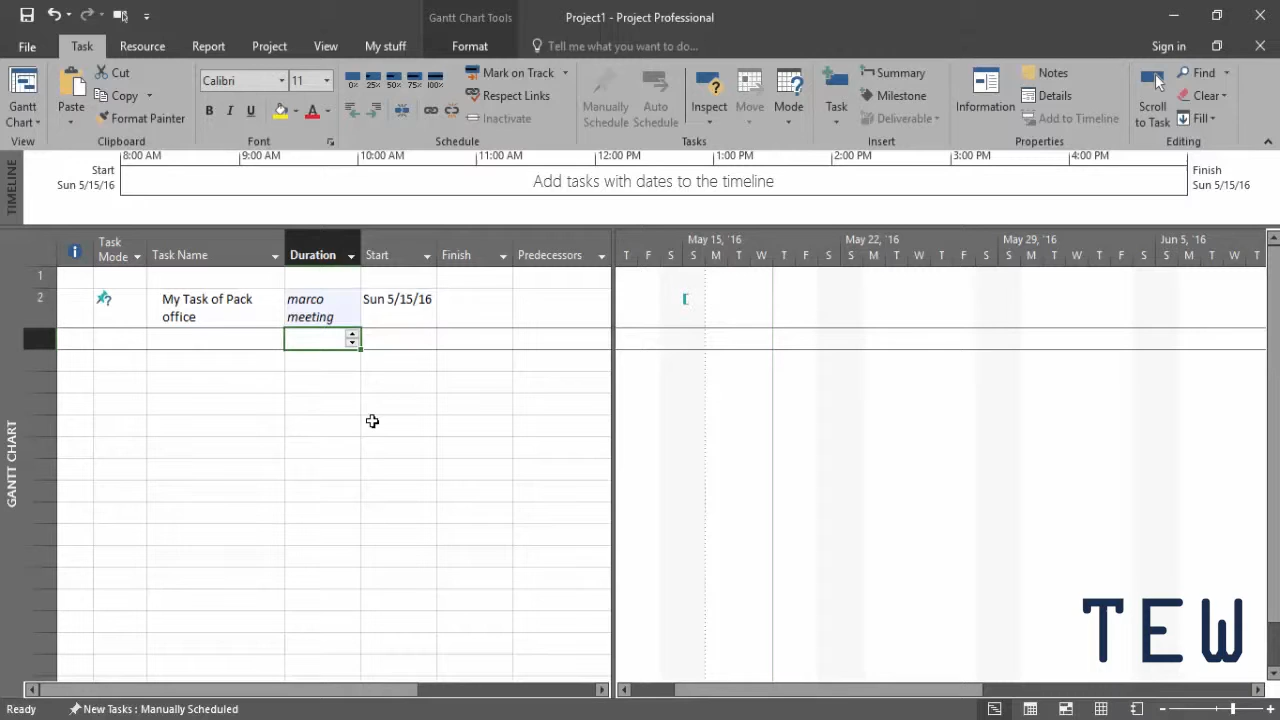 Gantt Chart Tools
Project1 - Project Professional
File
Task
Resource
Report
Project
View
My stuff
Format
Tell me what you want to do...
Sign in
Gantt
Chart
View
Paste
Cut
Copy
Format Painter
Clipboard
Calibri
11
B I U
A
Font
0% 25% 50% 75% 100%
Mark on Track
Respect Links
Inactivate
Schedule
Manually
Schedule
Auto
Schedule
Inspect
Move
Mode
Tasks
Task
Summary
Milestone
Deliverable
Insert
Information
Notes
Details
Add to Timeline
Properties
Scroll
to Task
Find
Clear
Fill
Editing
TIMELINE
Start
Sun 5/15/16
8:00 AM 9:00 AM 10:00 AM 11:00 AM 12:00 PM 1:00 PM 2:00 PM 3:00 PM 4:00 PM
Add tasks with dates to the timeline
Finish
Sun 5/15/16
GANTT CHART
Task
Mode
Task Name
Duration
Start
Finish
Predecessors
1
2
My Task of Pack
office
marco
meeting
Sun 5/15/16
May 15, '16 May 22, '16 May 29, '16 Jun 5, '16
T F S S M T W T F S S M T W T F S S M T W T F S S M T W T
TEW
Ready
New Tasks : Manually Scheduled